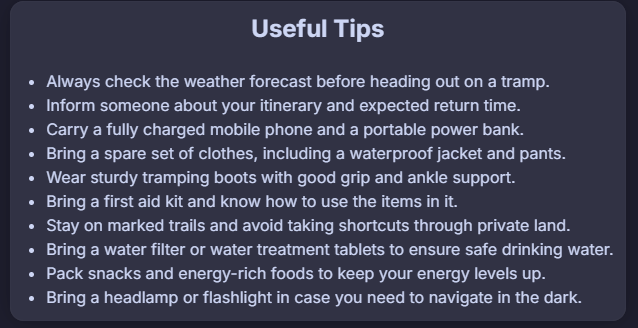 Useful Tips
• Always check the weather forecast before heading out on a tramp.
• Inform someone about your itinerary and expected return time.
• Carry a fully charged mobile phone and a portable power bank.
• Bring a spare set of clothes, including a waterproof jacket and pants.
• Wear sturdy tramping boots with good grip and ankle support.
• Bring a first aid kit and know how to use the items in it.
• Stay on marked trails and avoid taking shortcuts through private land.
• Bring a water filter or water treatment tablets to ensure safe drinking water.
• Pack snacks and energy-rich foods to keep your energy levels up.
• Bring a headlamp or flashlight in case you need to navigate in the dark.